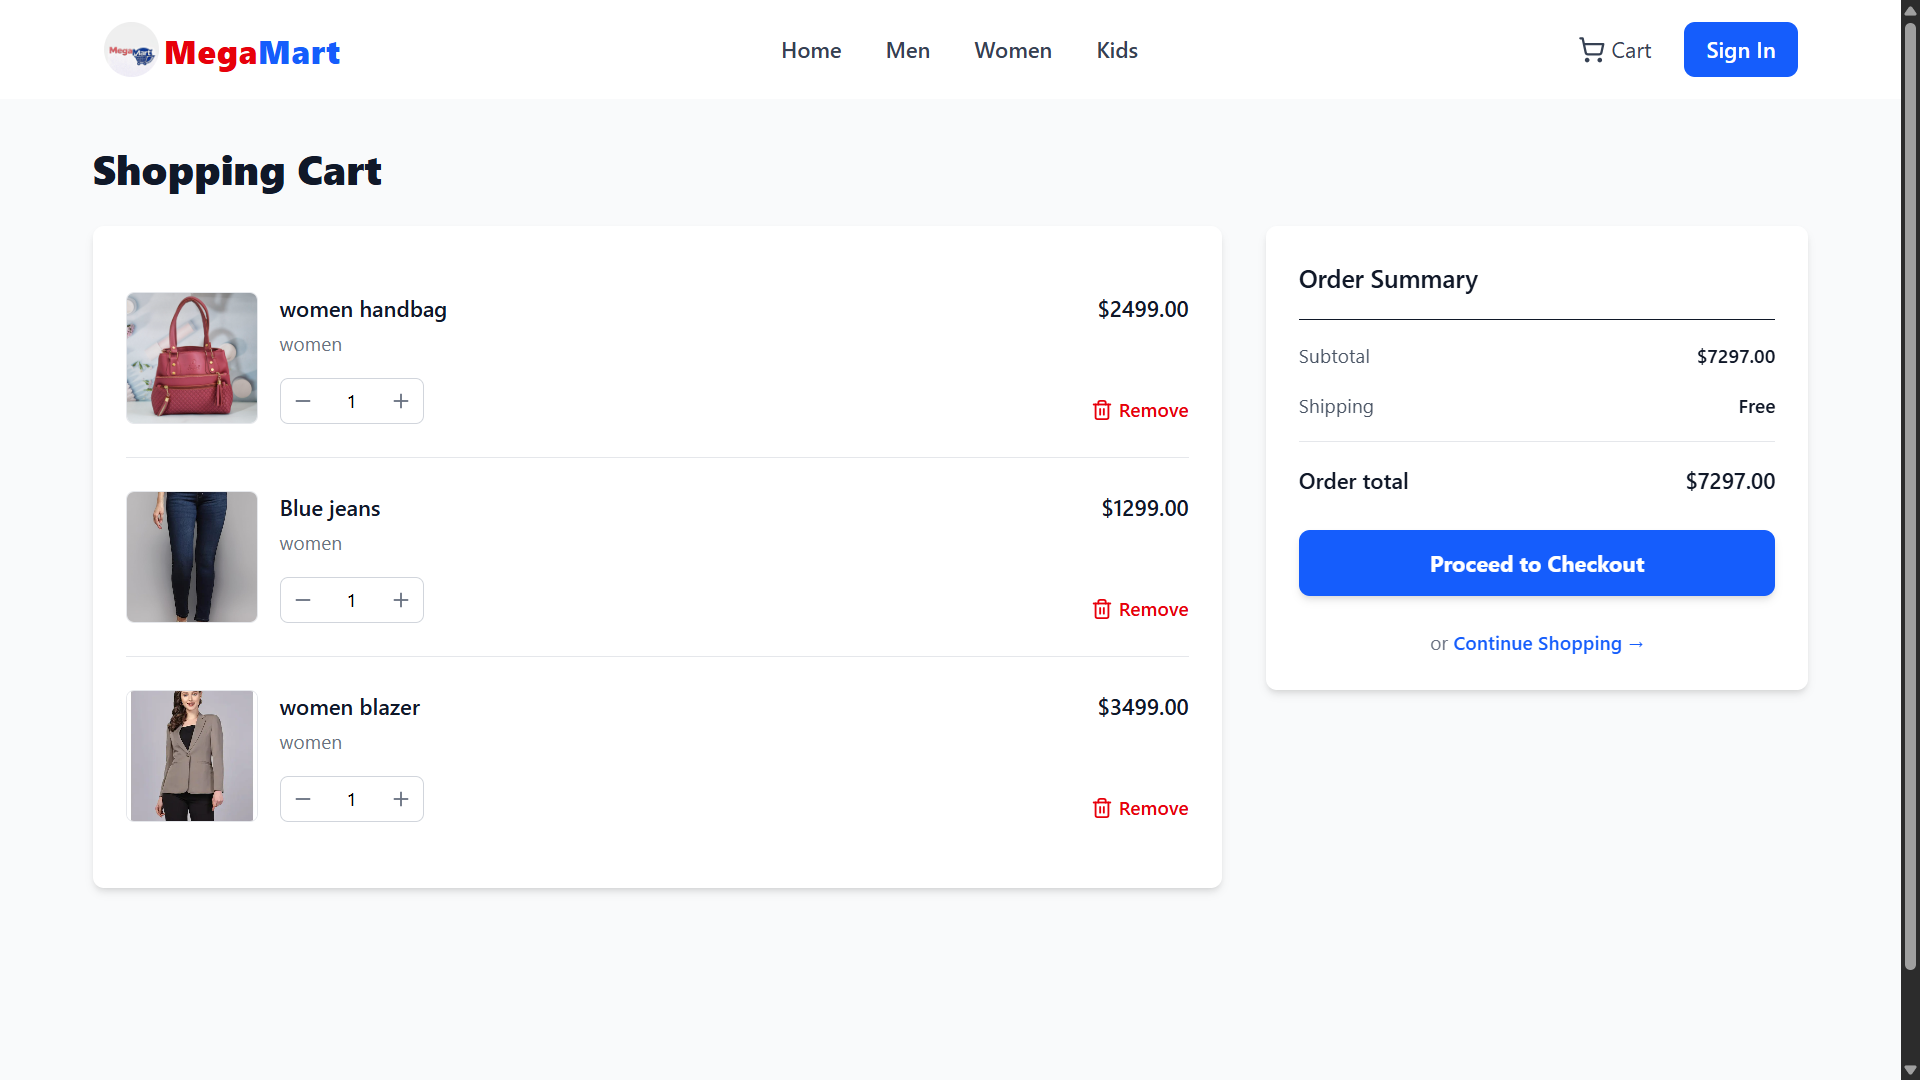 MegaMart MegaMart Home Men Women Kids Cart Sign In
Shopping Cart
women handbag $2499.00
women
1
Remove
Blue jeans $1299.00
women
1
Remove
women blazer $3499.00
women
1
Remove
Order Summary
Subtotal $7297.00
Shipping Free
Order total $7297.00
Proceed to Checkout
or Continue Shopping →